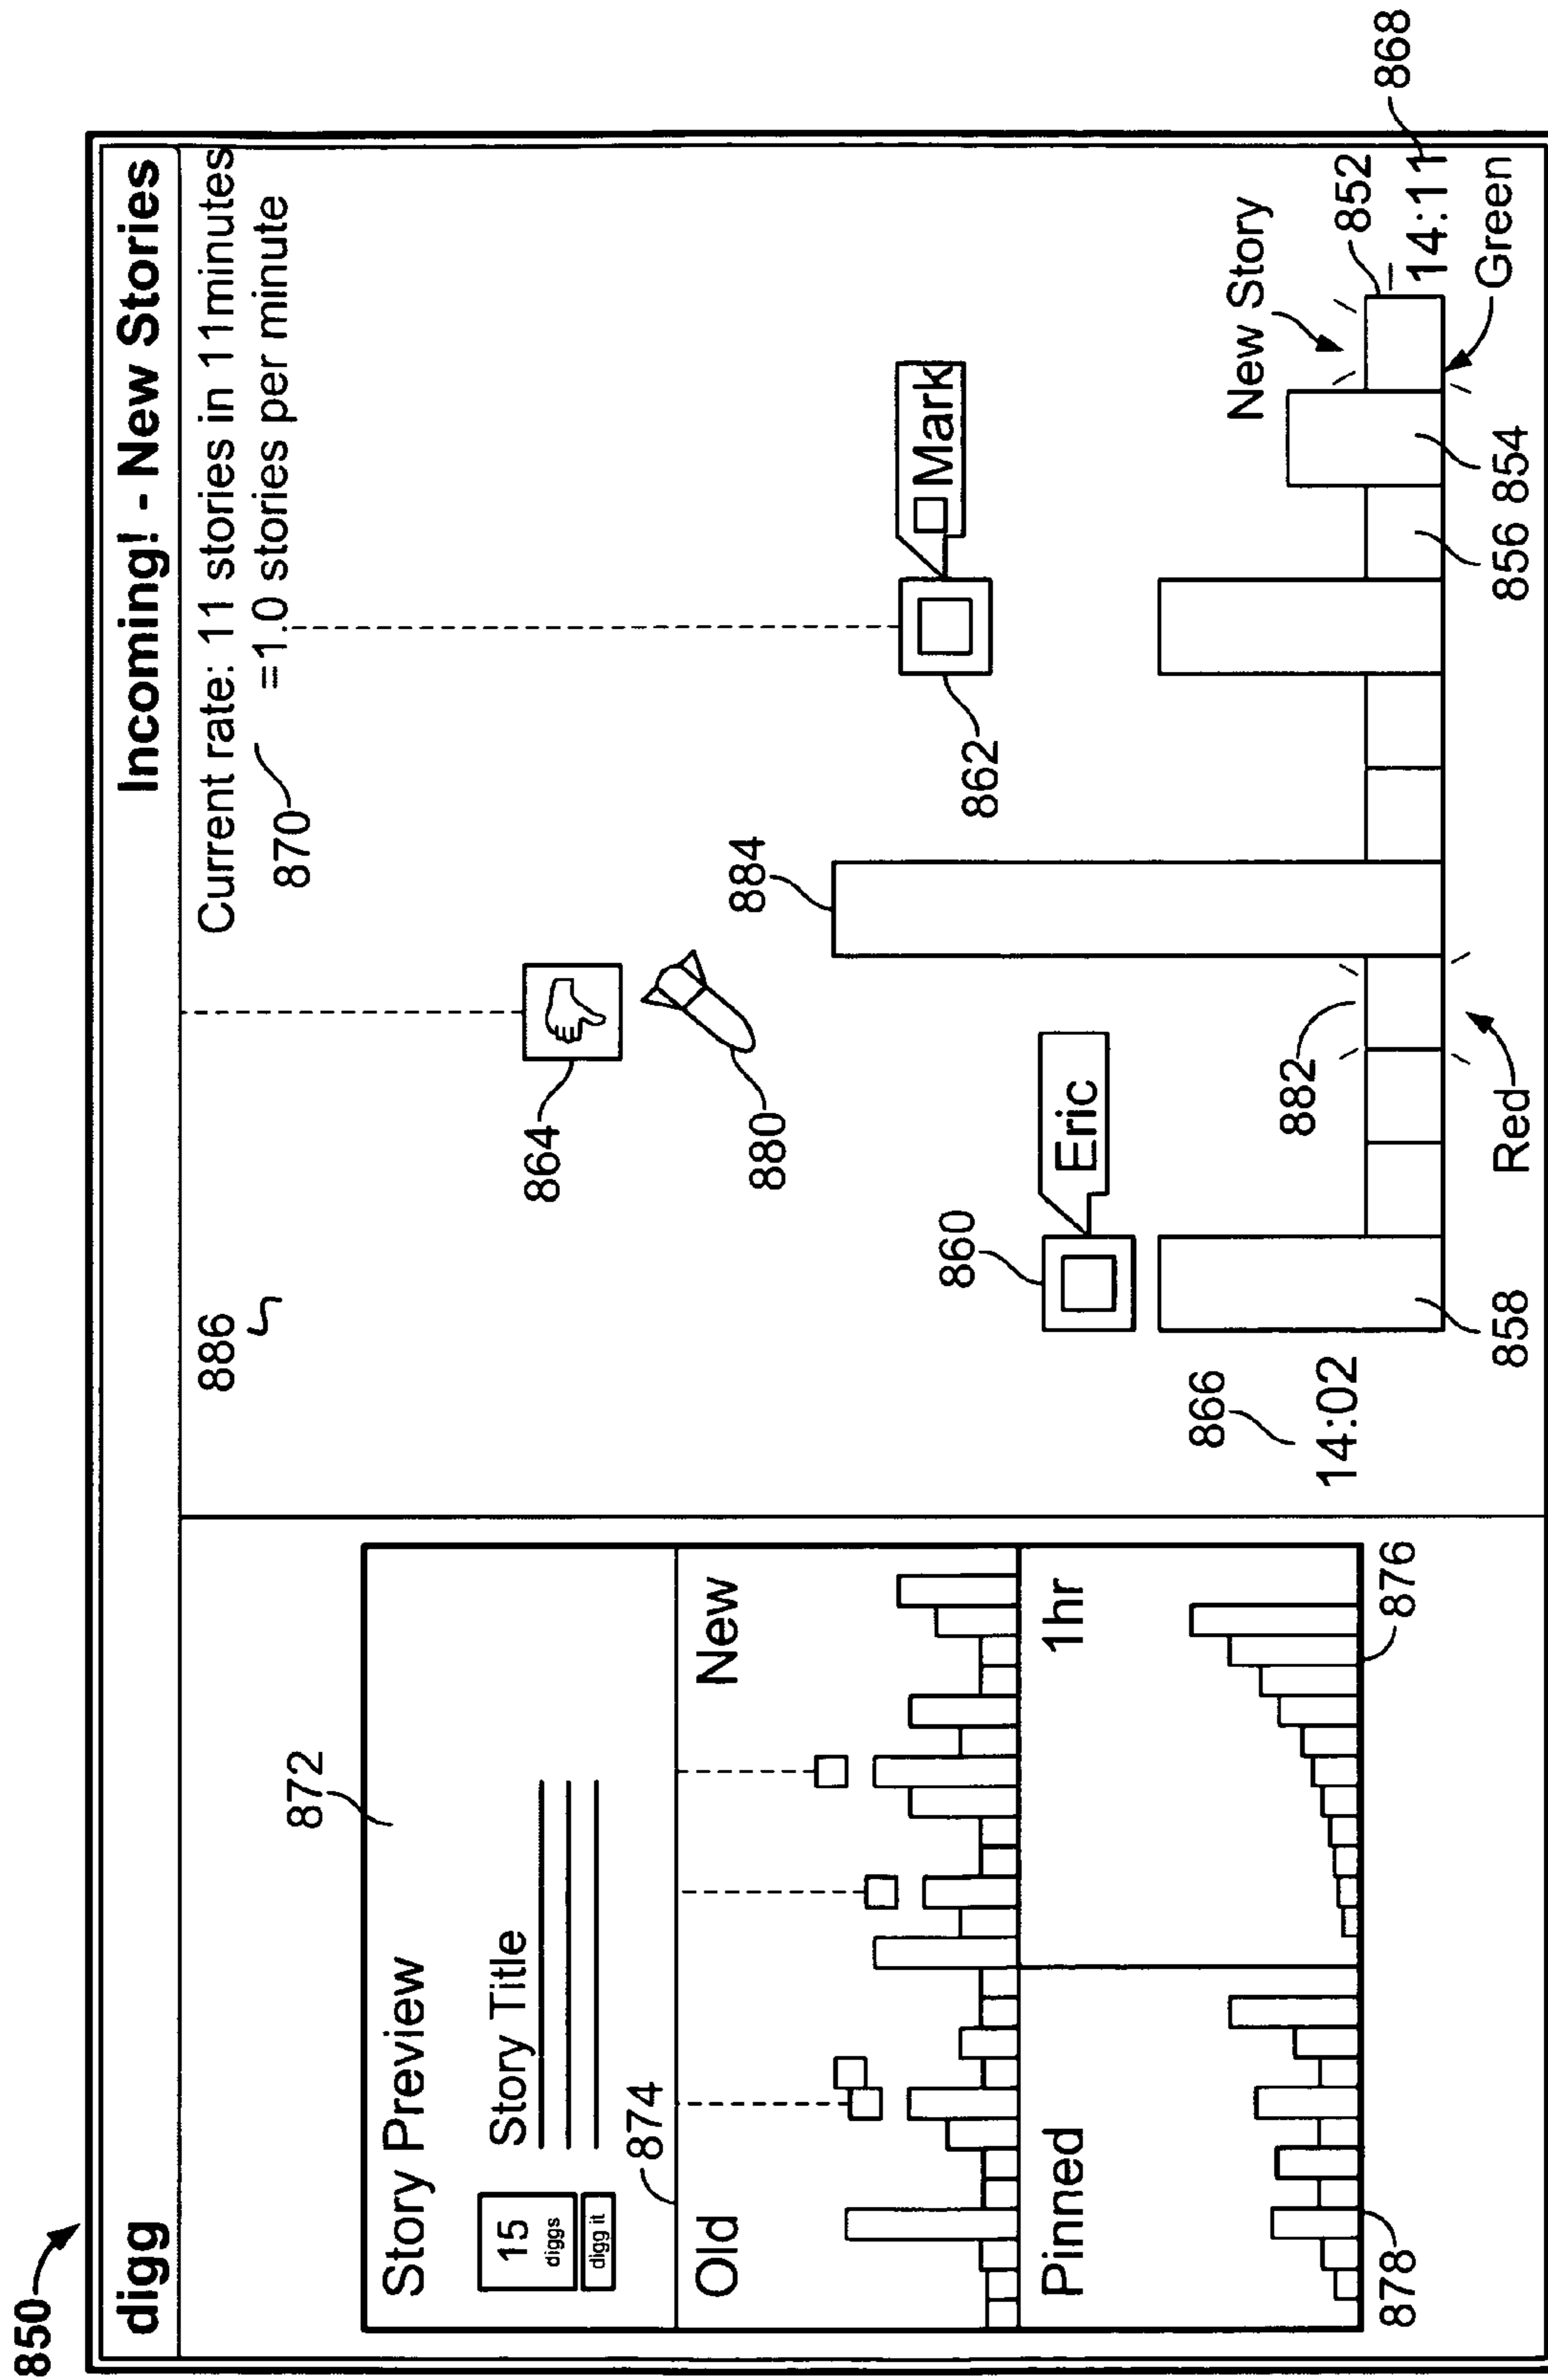 850
digg
Incoming! - New Stories
Story Preview
872
15
diggs
digg it
Story Title
874
Old
New
Pinned
1hr
878
876
886
Current rate: 11 stories in 11minutes
=1.0 stories per minute
870
864
880
884
862
Mark
860
Eric
882
New Story
852
866
14:02
14:11
868
858
Red
856
854
Green